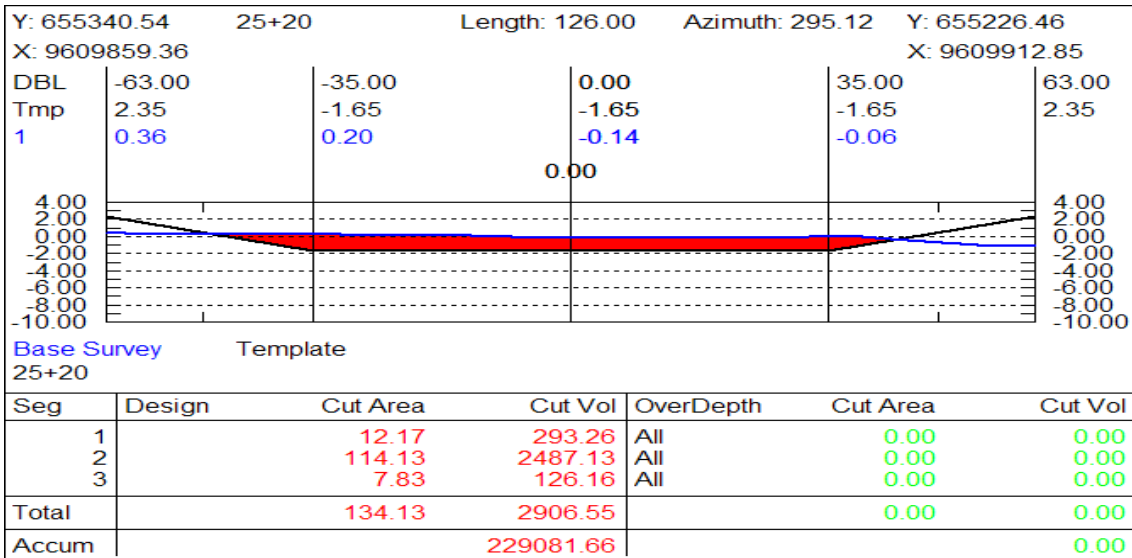 Y: 655340.54 25+20 Length: 126.00 Azimuth: 295.12 Y: 655226.46
X: 9609859.36 X: 9609912.85
DBL -63.00 -35.00 0.00 35.00 63.00
Tmp 2.35 -1.65 -1.65 -1.65 2.35
1 0.36 0.20 -0.14 -0.06
0.00
4.00 4.00
2.00 2.00
0.00 0.00
-2.00 -2.00
-4.00 -4.00
-6.00 -6.00
-8.00 -8.00
-10.00 -10.00
Base Survey Template
25+20
Seg Design Cut Area Cut Vol OverDepth Cut Area Cut Vol
1 12.17 293.26 All 0.00 0.00
2 114.13 2487.13 All 0.00 0.00
3 7.83 126.16 All 0.00 0.00
Total 134.13 2906.55 0.00 0.00
Accum 229081.66 0.00